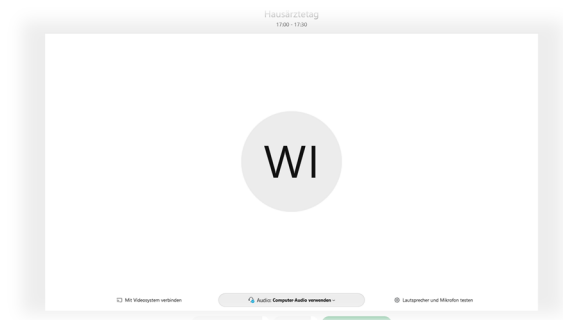 Hausärztetag
17:00 - 17:30
WI
Mit Videosystem verbinden
Audio: Computer-Audio verwenden
Lautsprecher und Mikrofon testen